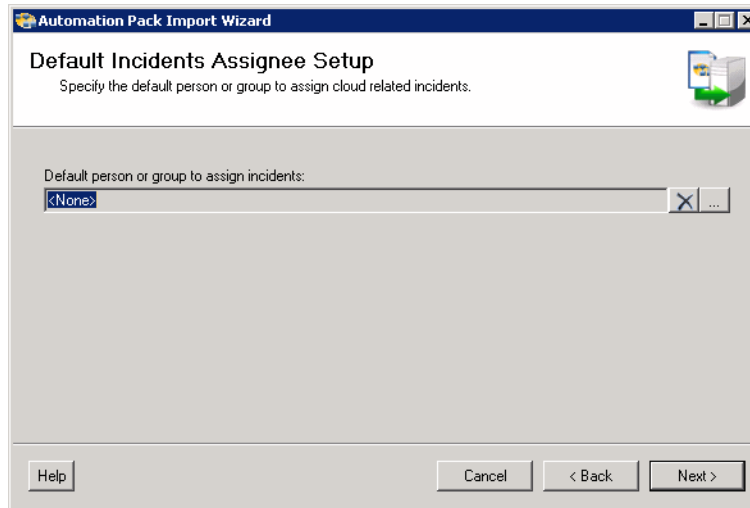 Automation Pack Import Wizard
Default Incidents Assignee Setup
Specify the default person or group to assign cloud related incidents.
Default person or group to assign incidents:
<None>
...
Help
Cancel
< Back
Next >